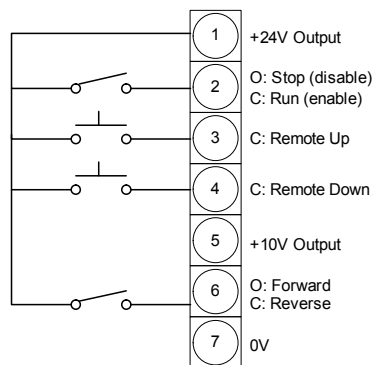 1 +24V Output
2 O: Stop (disable)
C: Run (enable)
3 C: Remote Up
4 C: Remote Down
5 +10V Output
6 O: Forward
C: Reverse
7 0V